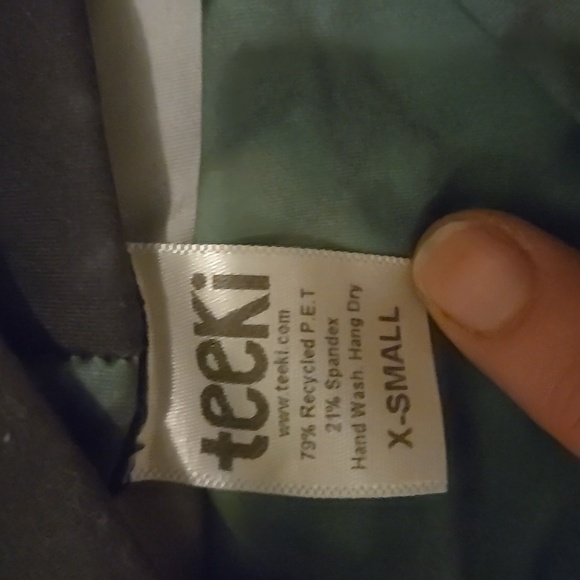 teeki
www.teeki.com
79% Recycled P.E.T
21% Spandex
Hand Wash. Hang Dry
X-SMALL